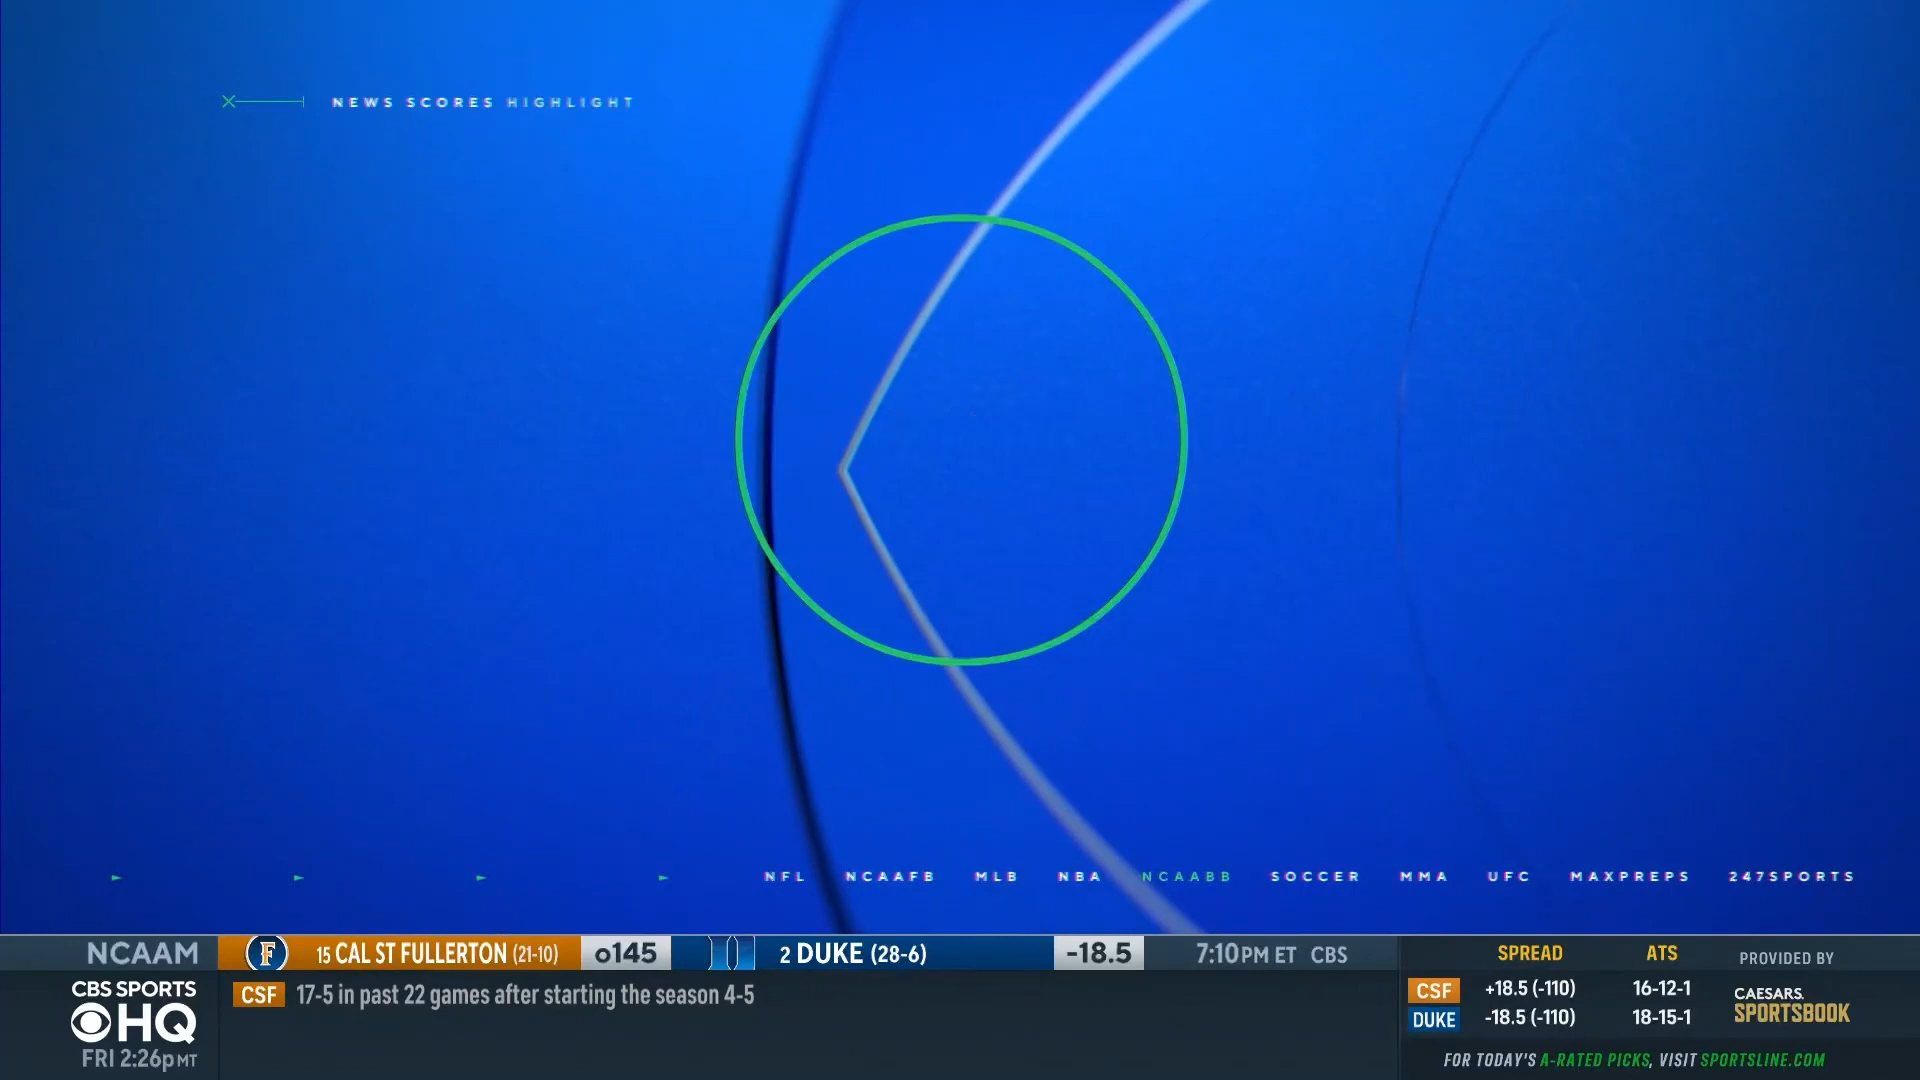 NEWS SCORES HIGHLIGHT
NFL NCAAFB MLB NBA NCAABB SOCCER MMA UFC MAXPREPS 247SPORTS
NCAAM F 15 CAL ST FULLERTON (21-10) o145 2 DUKE (28-6) -18.5 7:10PM ET CBS
SPREAD ATS PROVIDED BY
CBS SPORTS HQ
FRI 2:26p MT
CSF 17-5 in past 22 games after starting the season 4-5
CSF +18.5 (-110) 16-12-1
DUKE -18.5 (-110) 18-15-1
CAESARS
SPORTSBOOK
FOR TODAY'S A-RATED PICKS, VISIT SPORTSLINE.COM